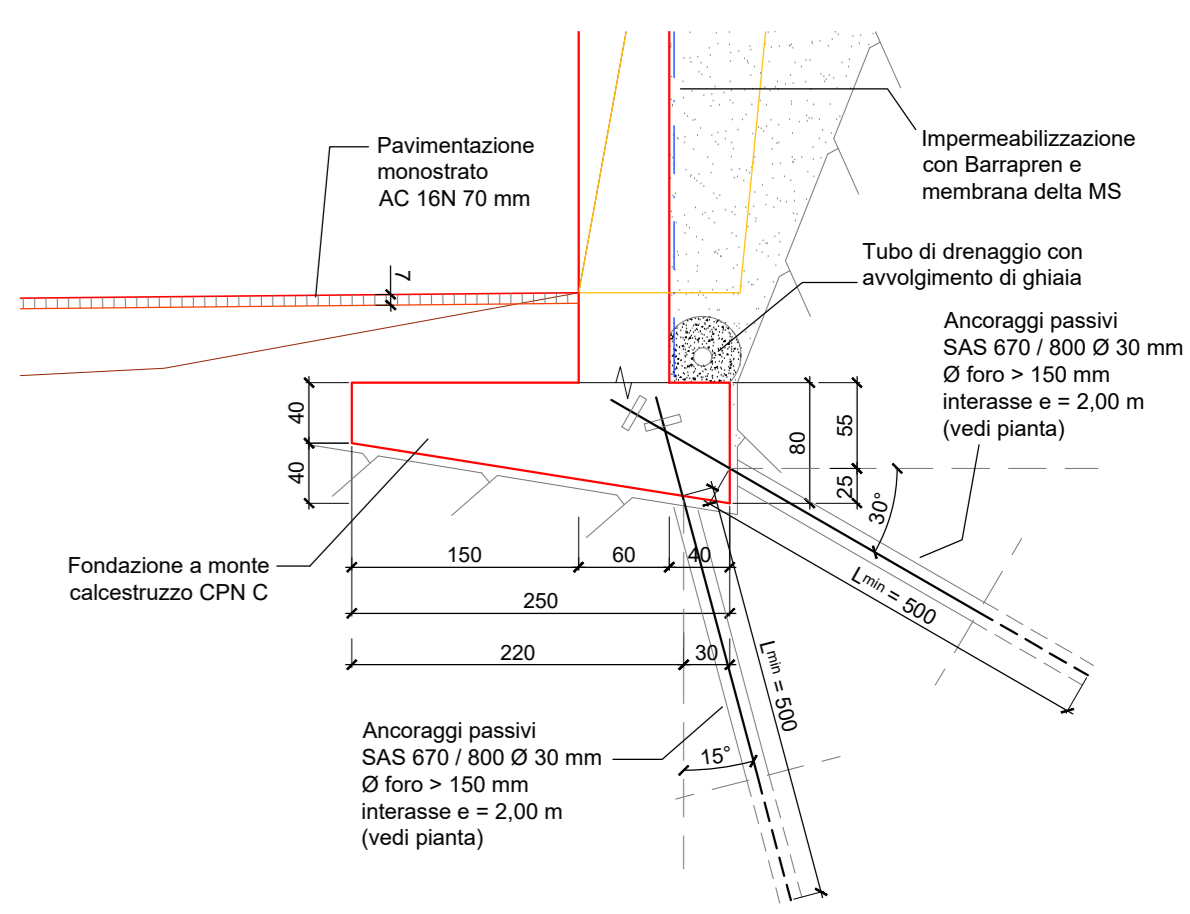 Pavimentazione
monostrato
AC 16N 70 mm
Impermeabilizzazione
con Barrapren e
membrana delta MS
Tubo di drenaggio con
avvolgimento di ghiaia
7
Ancoraggi passivi
SAS 670 / 800 Ø 30 mm
Ø foro > 150 mm
interasse e = 2,00 m
(vedi pianta)
40
40
80
55
25
30°
Fondazione a monte
calcestruzzo CPN C
150
60
40
250
220
30
Lmin = 500
Lmin = 500
Ancoraggi passivi
SAS 670 / 800 Ø 30 mm
Ø foro > 150 mm
interasse e = 2,00 m
(vedi pianta)
15°